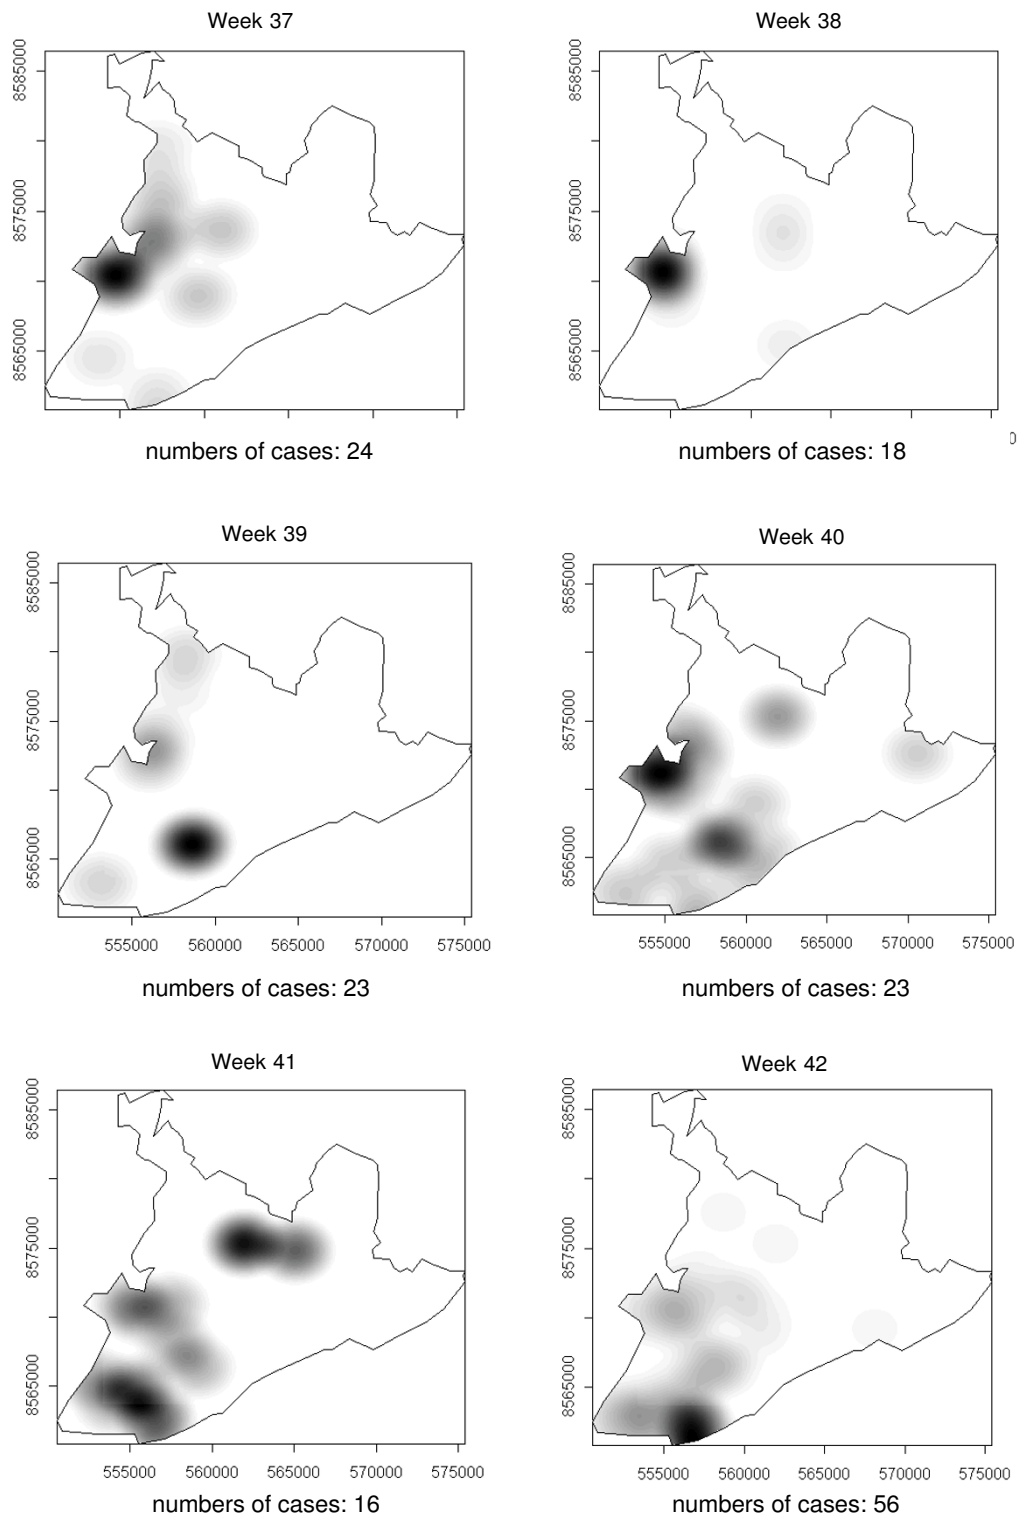 Week 37
Week 38
8585000
8575000
8565000
8585000
8575000
8565000
numbers of cases: 24
numbers of cases: 18
0
Week 39
Week 40
8585000
8575000
8565000
8585000
8575000
8565000
555000 560000 565000 570000 575000
555000 560000 565000 570000 575000
numbers of cases: 23
numbers of cases: 23
Week 41
Week 42
8585000
8575000
8565000
8585000
8575000
8565000
555000 560000 565000 570000 575000
555000 560000 565000 570000 575000
numbers of cases: 16
numbers of cases: 56